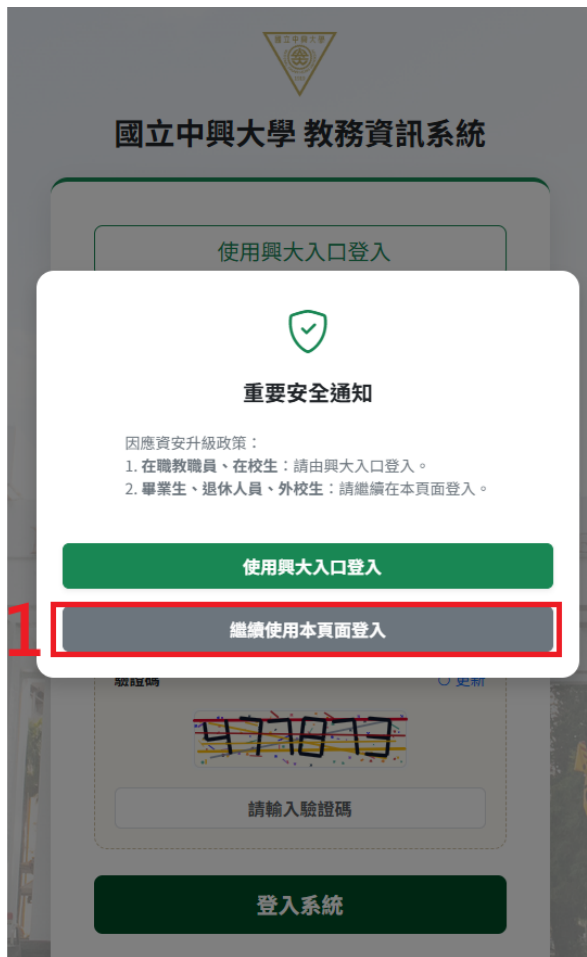 國立中興大學
國立中興大學 教務資訊系統
使用興大入口登入
重要安全通知
因應資安升級政策：
1. 在職教職員、在校生：請由興大入口登入。
2. 畢業生、退休人員、外校生：請繼續在本頁面登入。
使用興大入口登入
1
繼續使用本頁面登入
驗證碼
更新
471873
請輸入驗證碼
登入系統